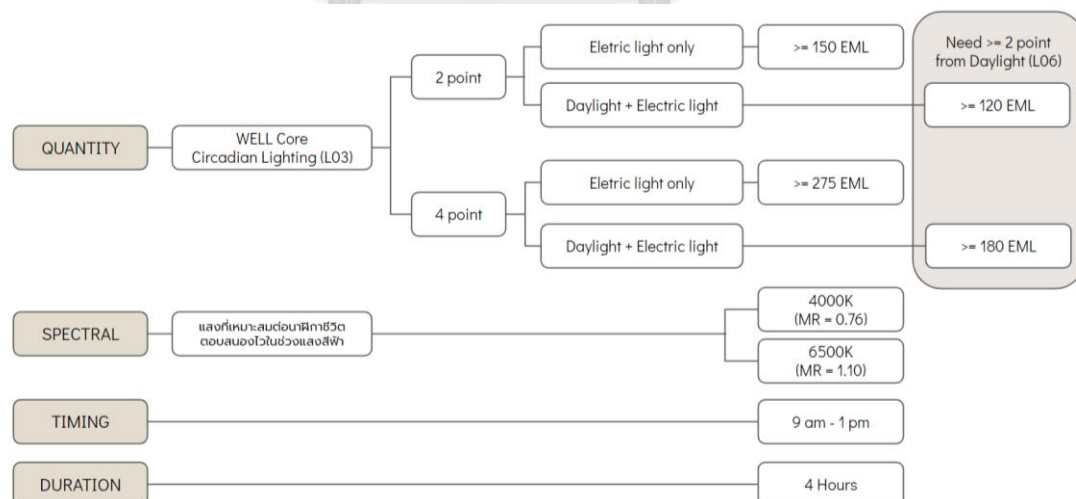 Need >= 2 point
from Daylight (L06)
Eletric light only
>= 150 EML
2 point
Daylight + Electric light
>= 120 EML
QUANTITY
WELL Core
Circadian Lighting (L03)
Eletric light only
>= 275 EML
4 point
Daylight + Electric light
>= 180 EML
SPECTRAL
แสงที่เหมาะสมต่อนาฬิกาชีวิต
ตอบสนองไวในช่วงแสงสีฟ้า
4000K
(MR = 0.76)
6500K
(MR = 1.10)
TIMING
9 am - 1 pm
DURATION
4 Hours